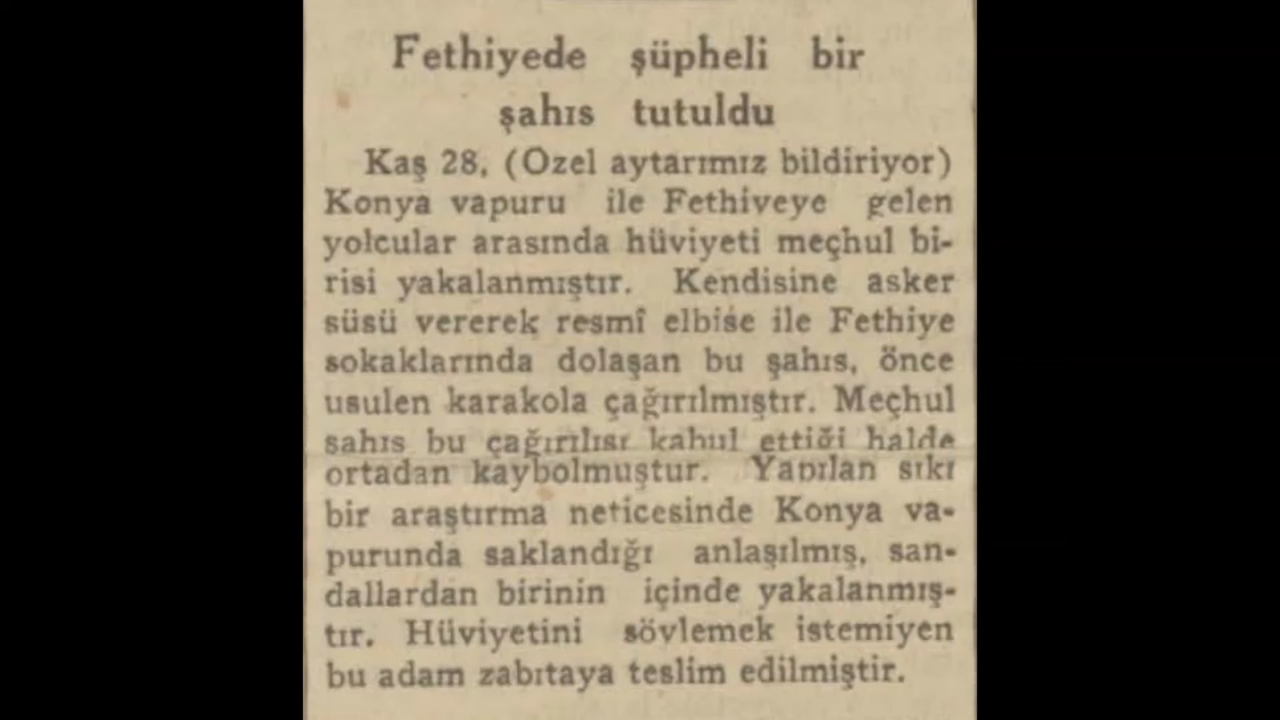 Fethiyede şüpheli bir
şahıs tutuldu
Kaş 28, (Ozel aytarımız bildiriyor)
Konya vapuru ile Fethiveye gelen
yolcular arasında hüviyeti meçhul bi-
risi yakalanmıştır. Kendisine asker
süsü vererek resmî elbise ile Fethiye
sokaklarında dolaşan bu şahıs, önce
usulen karakola çağırılmıştır. Meçhul
şahıs bu çağırılışı kabul ettiği halde
ortadan kaybolmuştur. Yapılan sıkı
bir araştırma neticesinde Konya va-
purunda saklandığı anlaşılmış, san-
dallardan birinin içinde yakalanmış-
tır. Hüviyetini söylemek istemiyen
bu adam zabıtaya teslim edilmiştir.